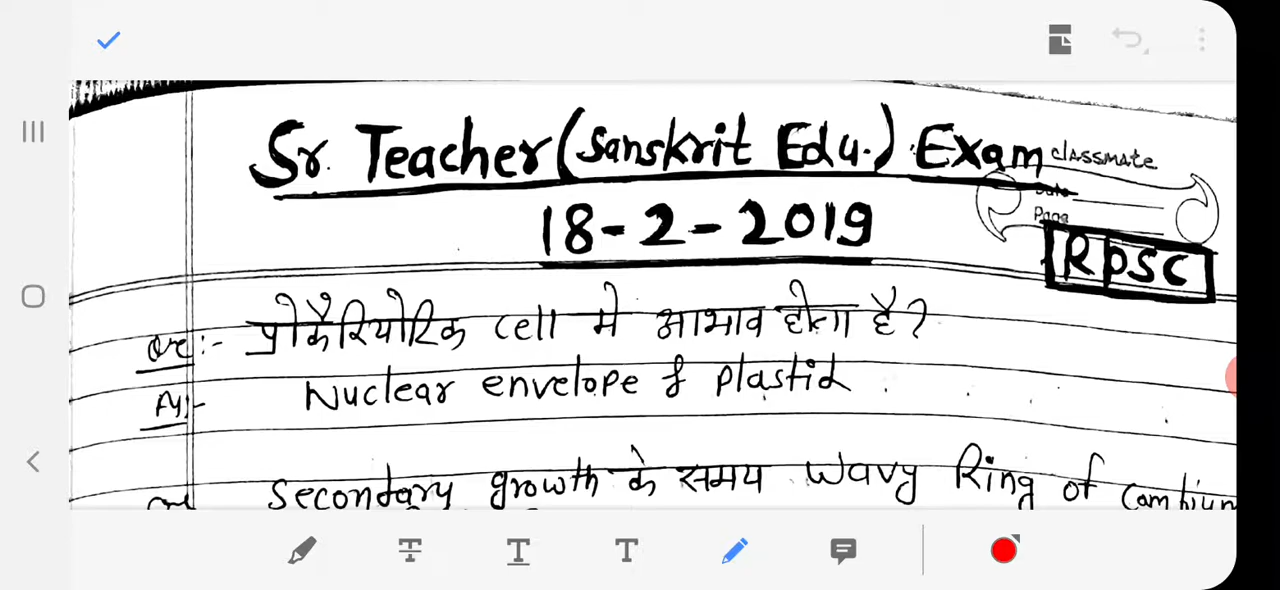 Sr. Teacher (Sanskrit Edu.) Exam
classmate
Date
Page
18-2-2019
RPSC
Que:- प्रोकैरियोटिक cell मे आभाव होता है?
Ay:- Nuclear envelope & plastid.
Secondary growth के समय wavy Ring of cambium